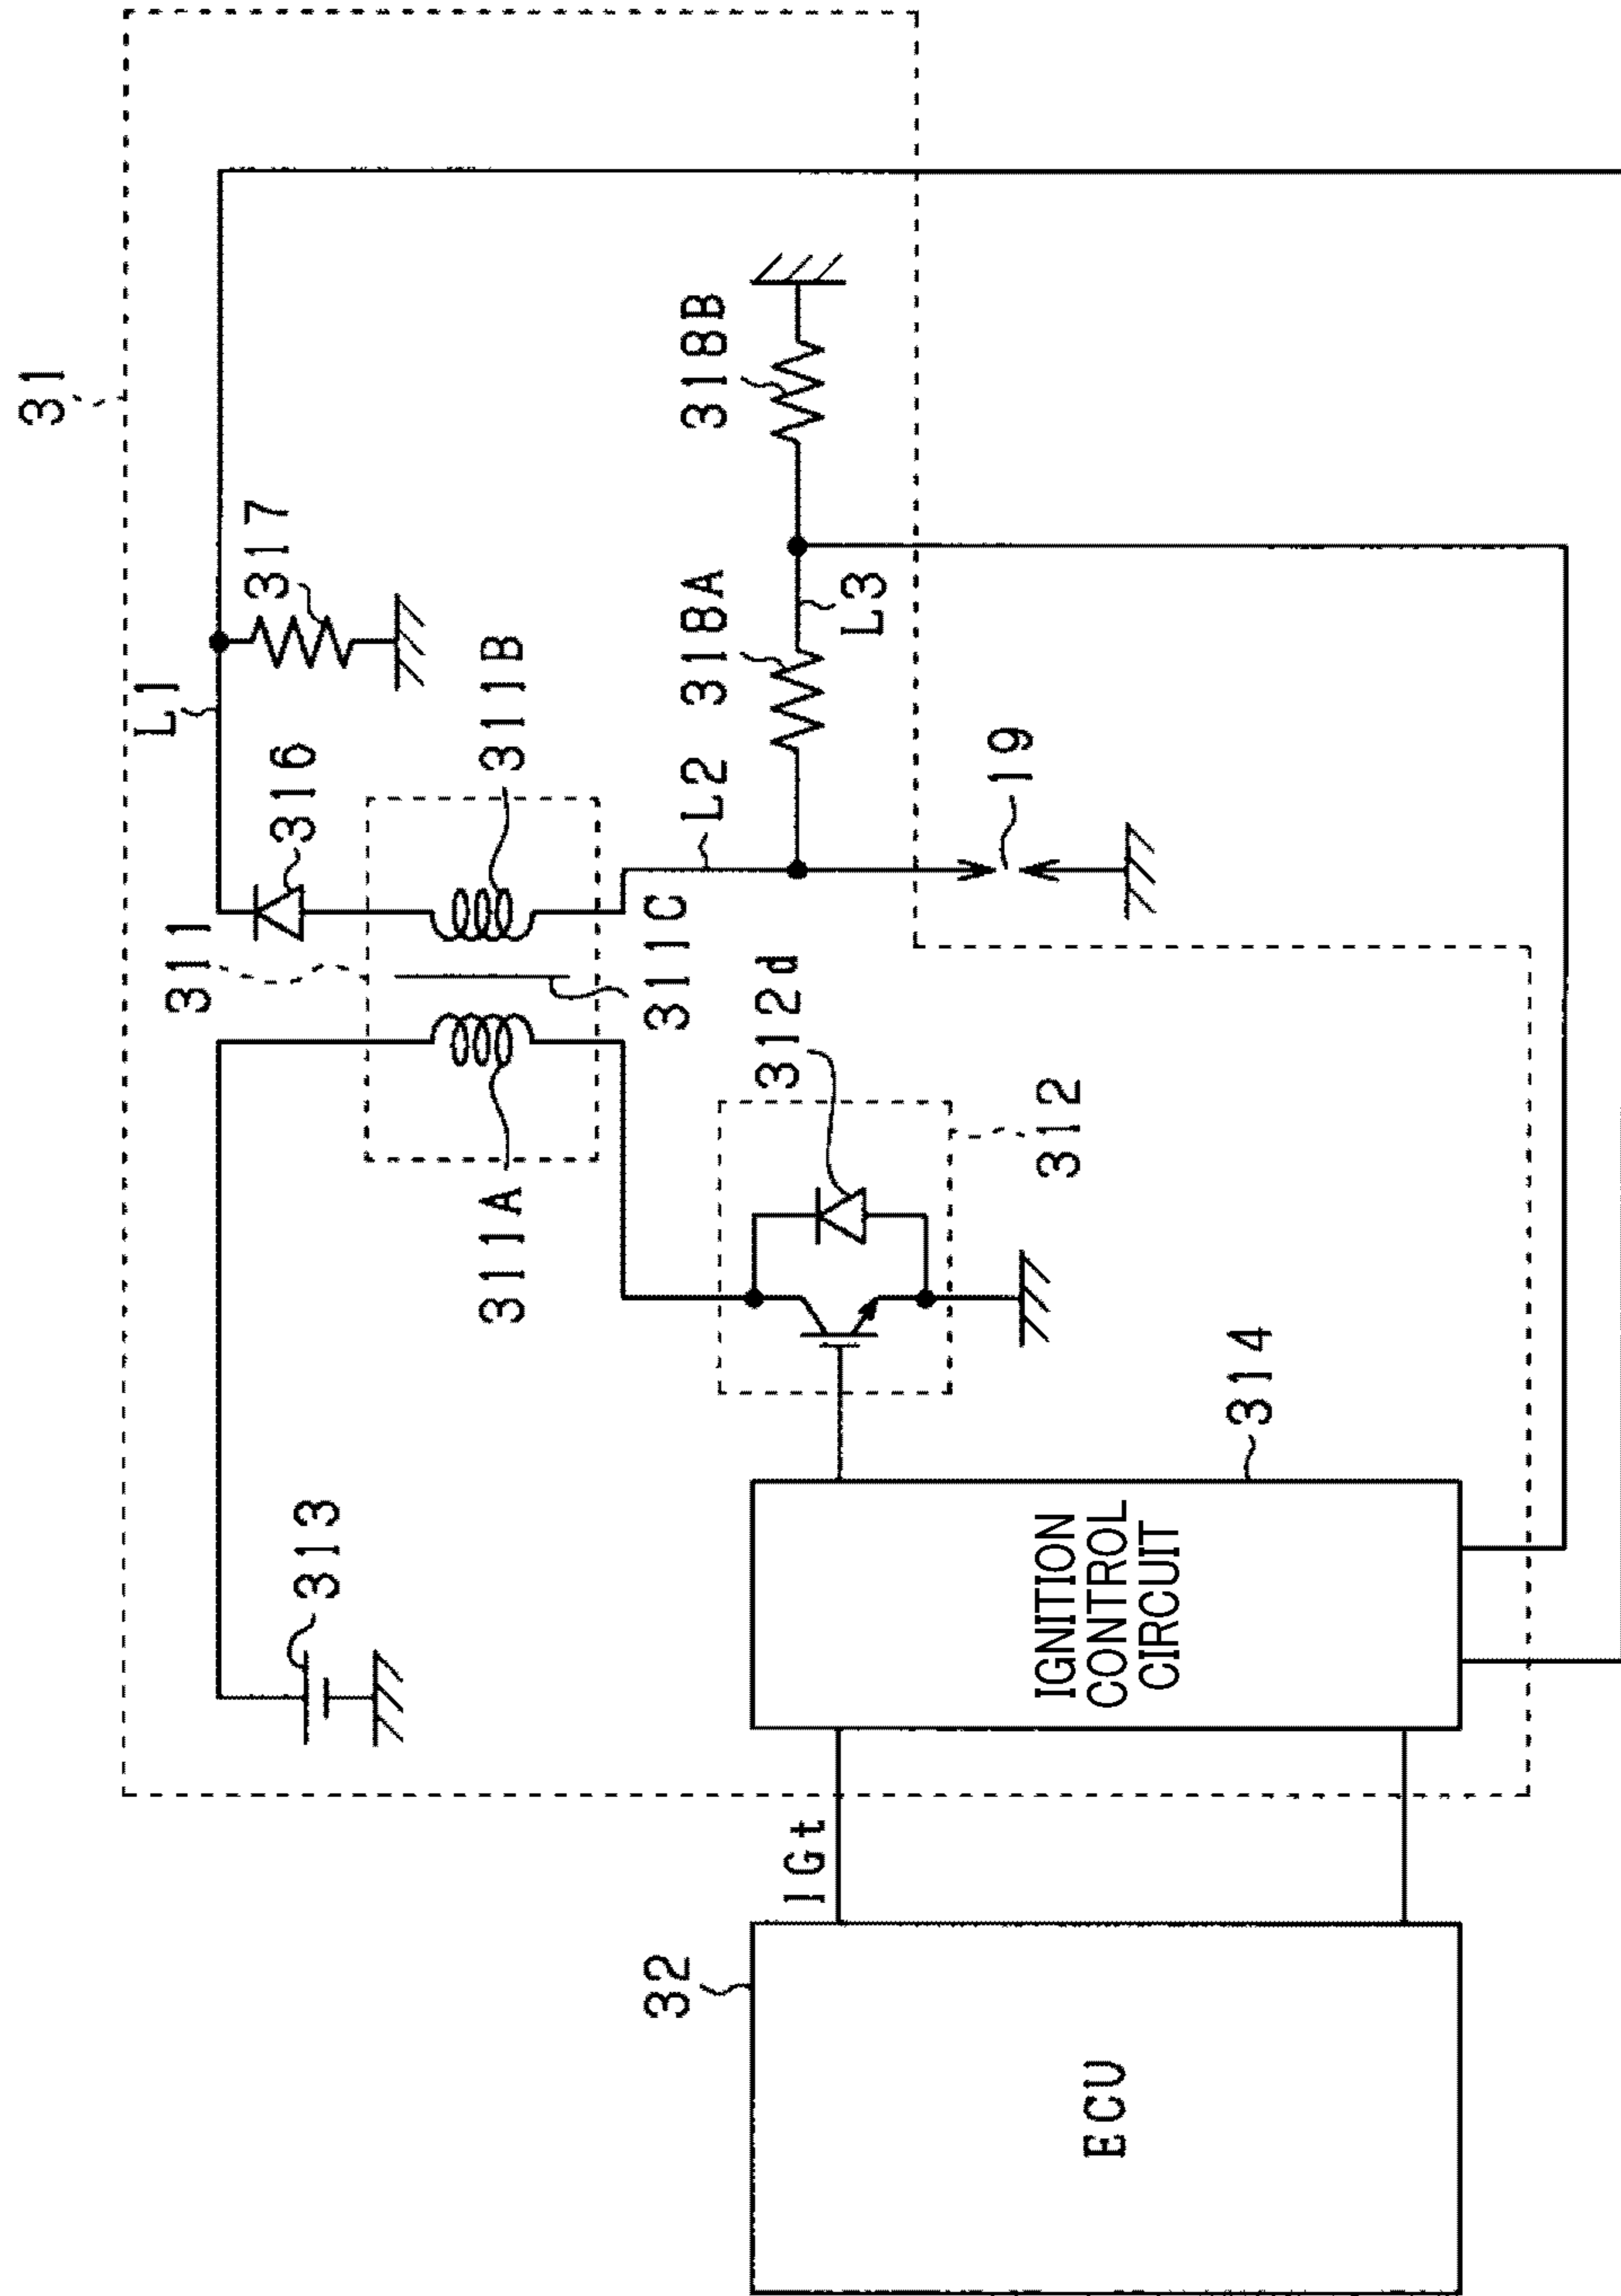 31
L1
311
317
316
313
311A
311B
32
311C
L2
318A
318B
312d
IGt
L3
19
312
IGNITION
CONTROL
CIRCUIT
ECU
314